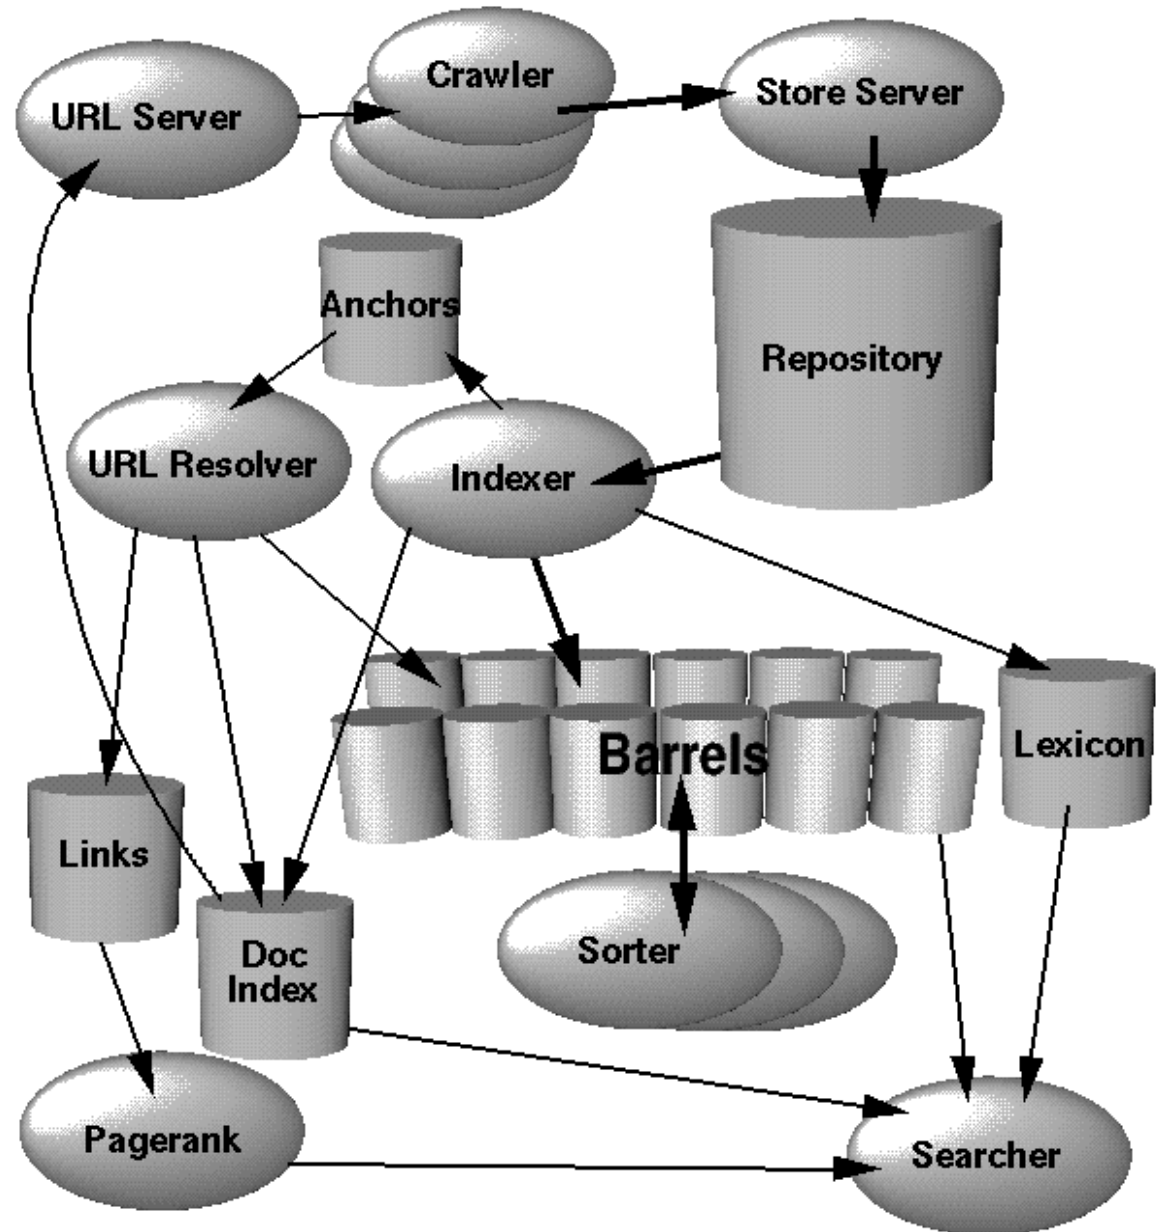 URL Server
Crawler
Store Server
Anchors
Repository
URL Resolver
Indexer
Barrels
Lexicon
Links
Doc
Index
Sorter
Pagerank
Searcher